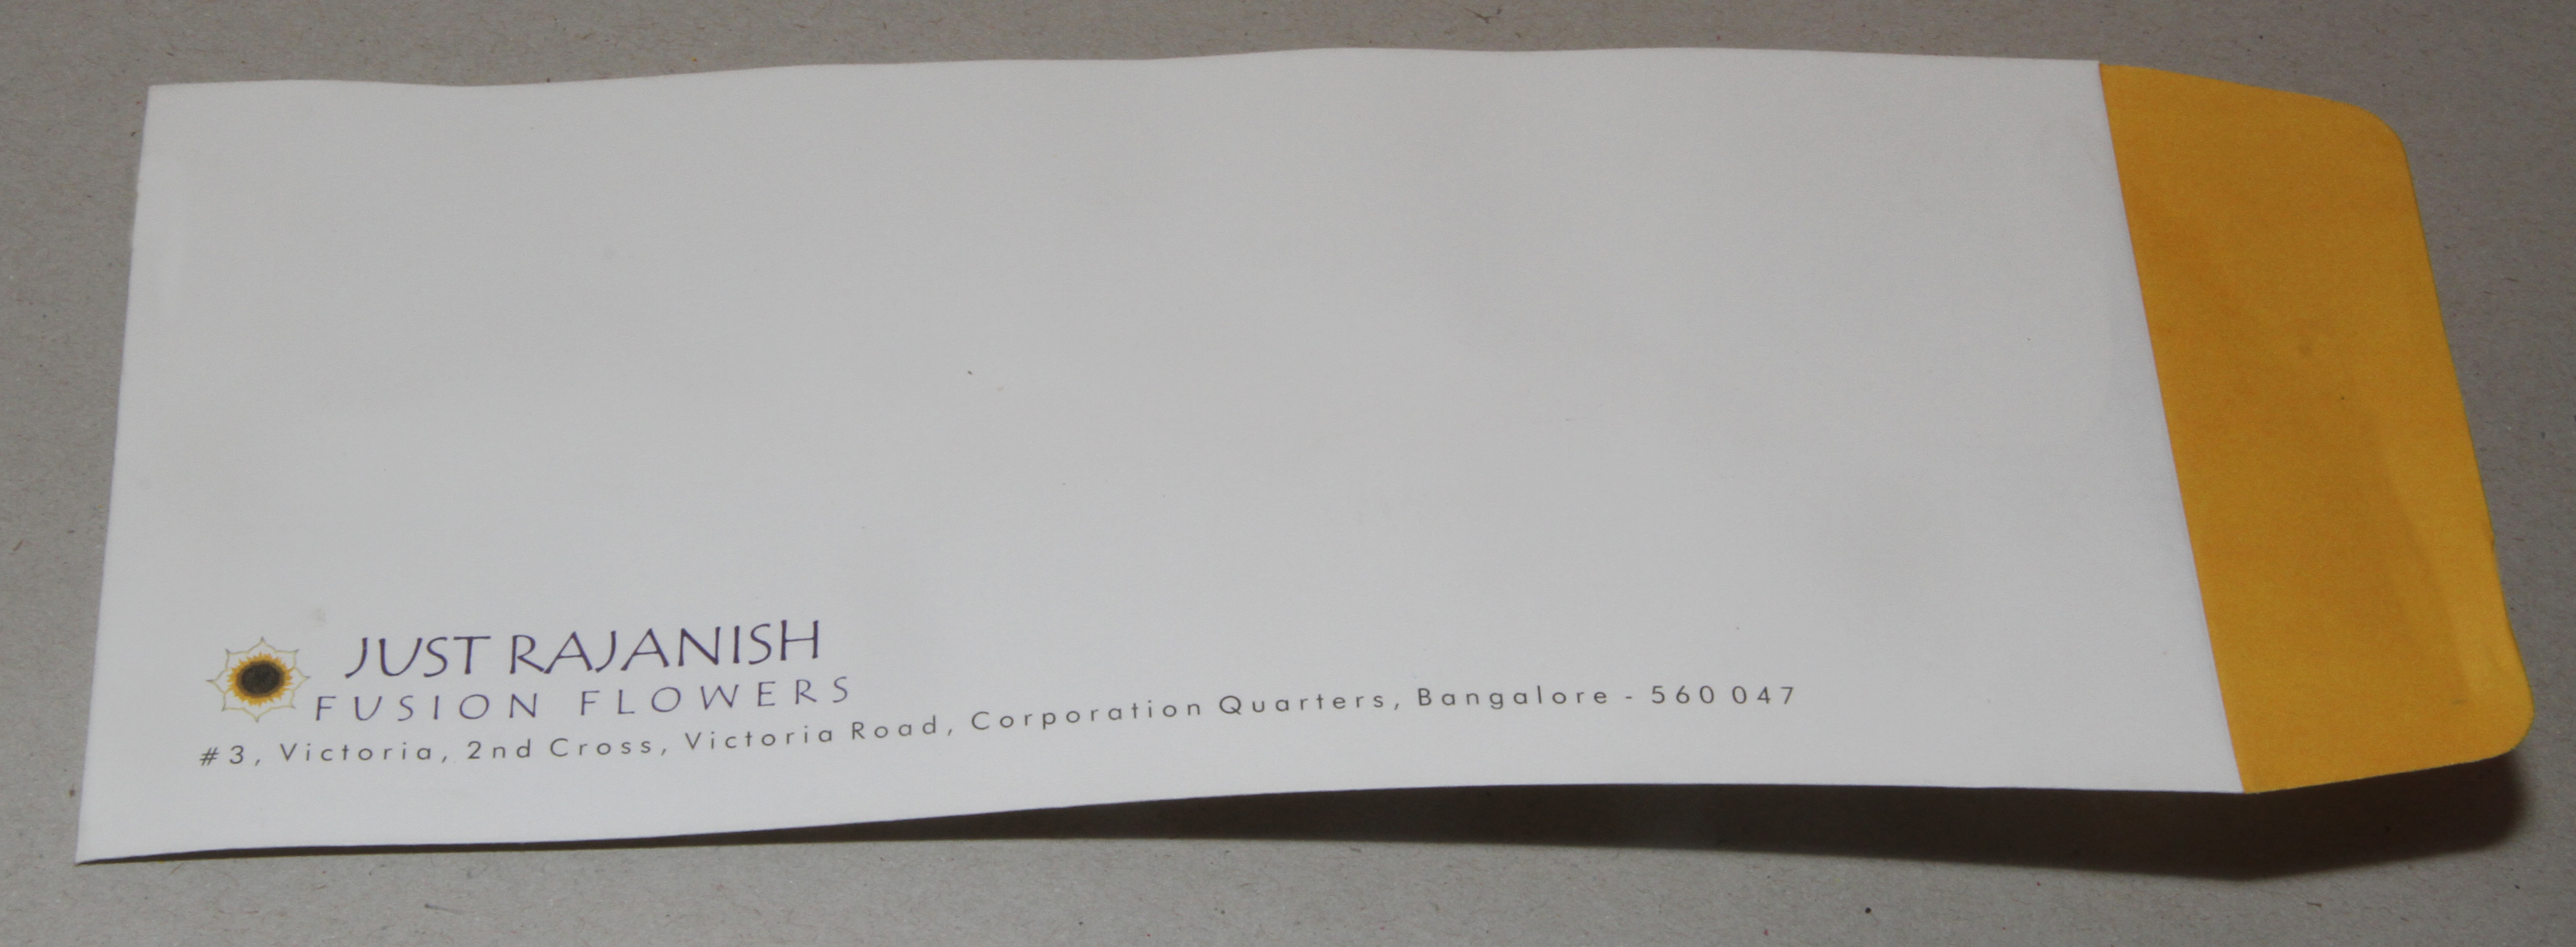 JUST RAJANISH
FUSION FLOWERS
#3, Victoria, 2nd Cross, Victoria Road, Corporation Quarters, Bangalore - 560 047